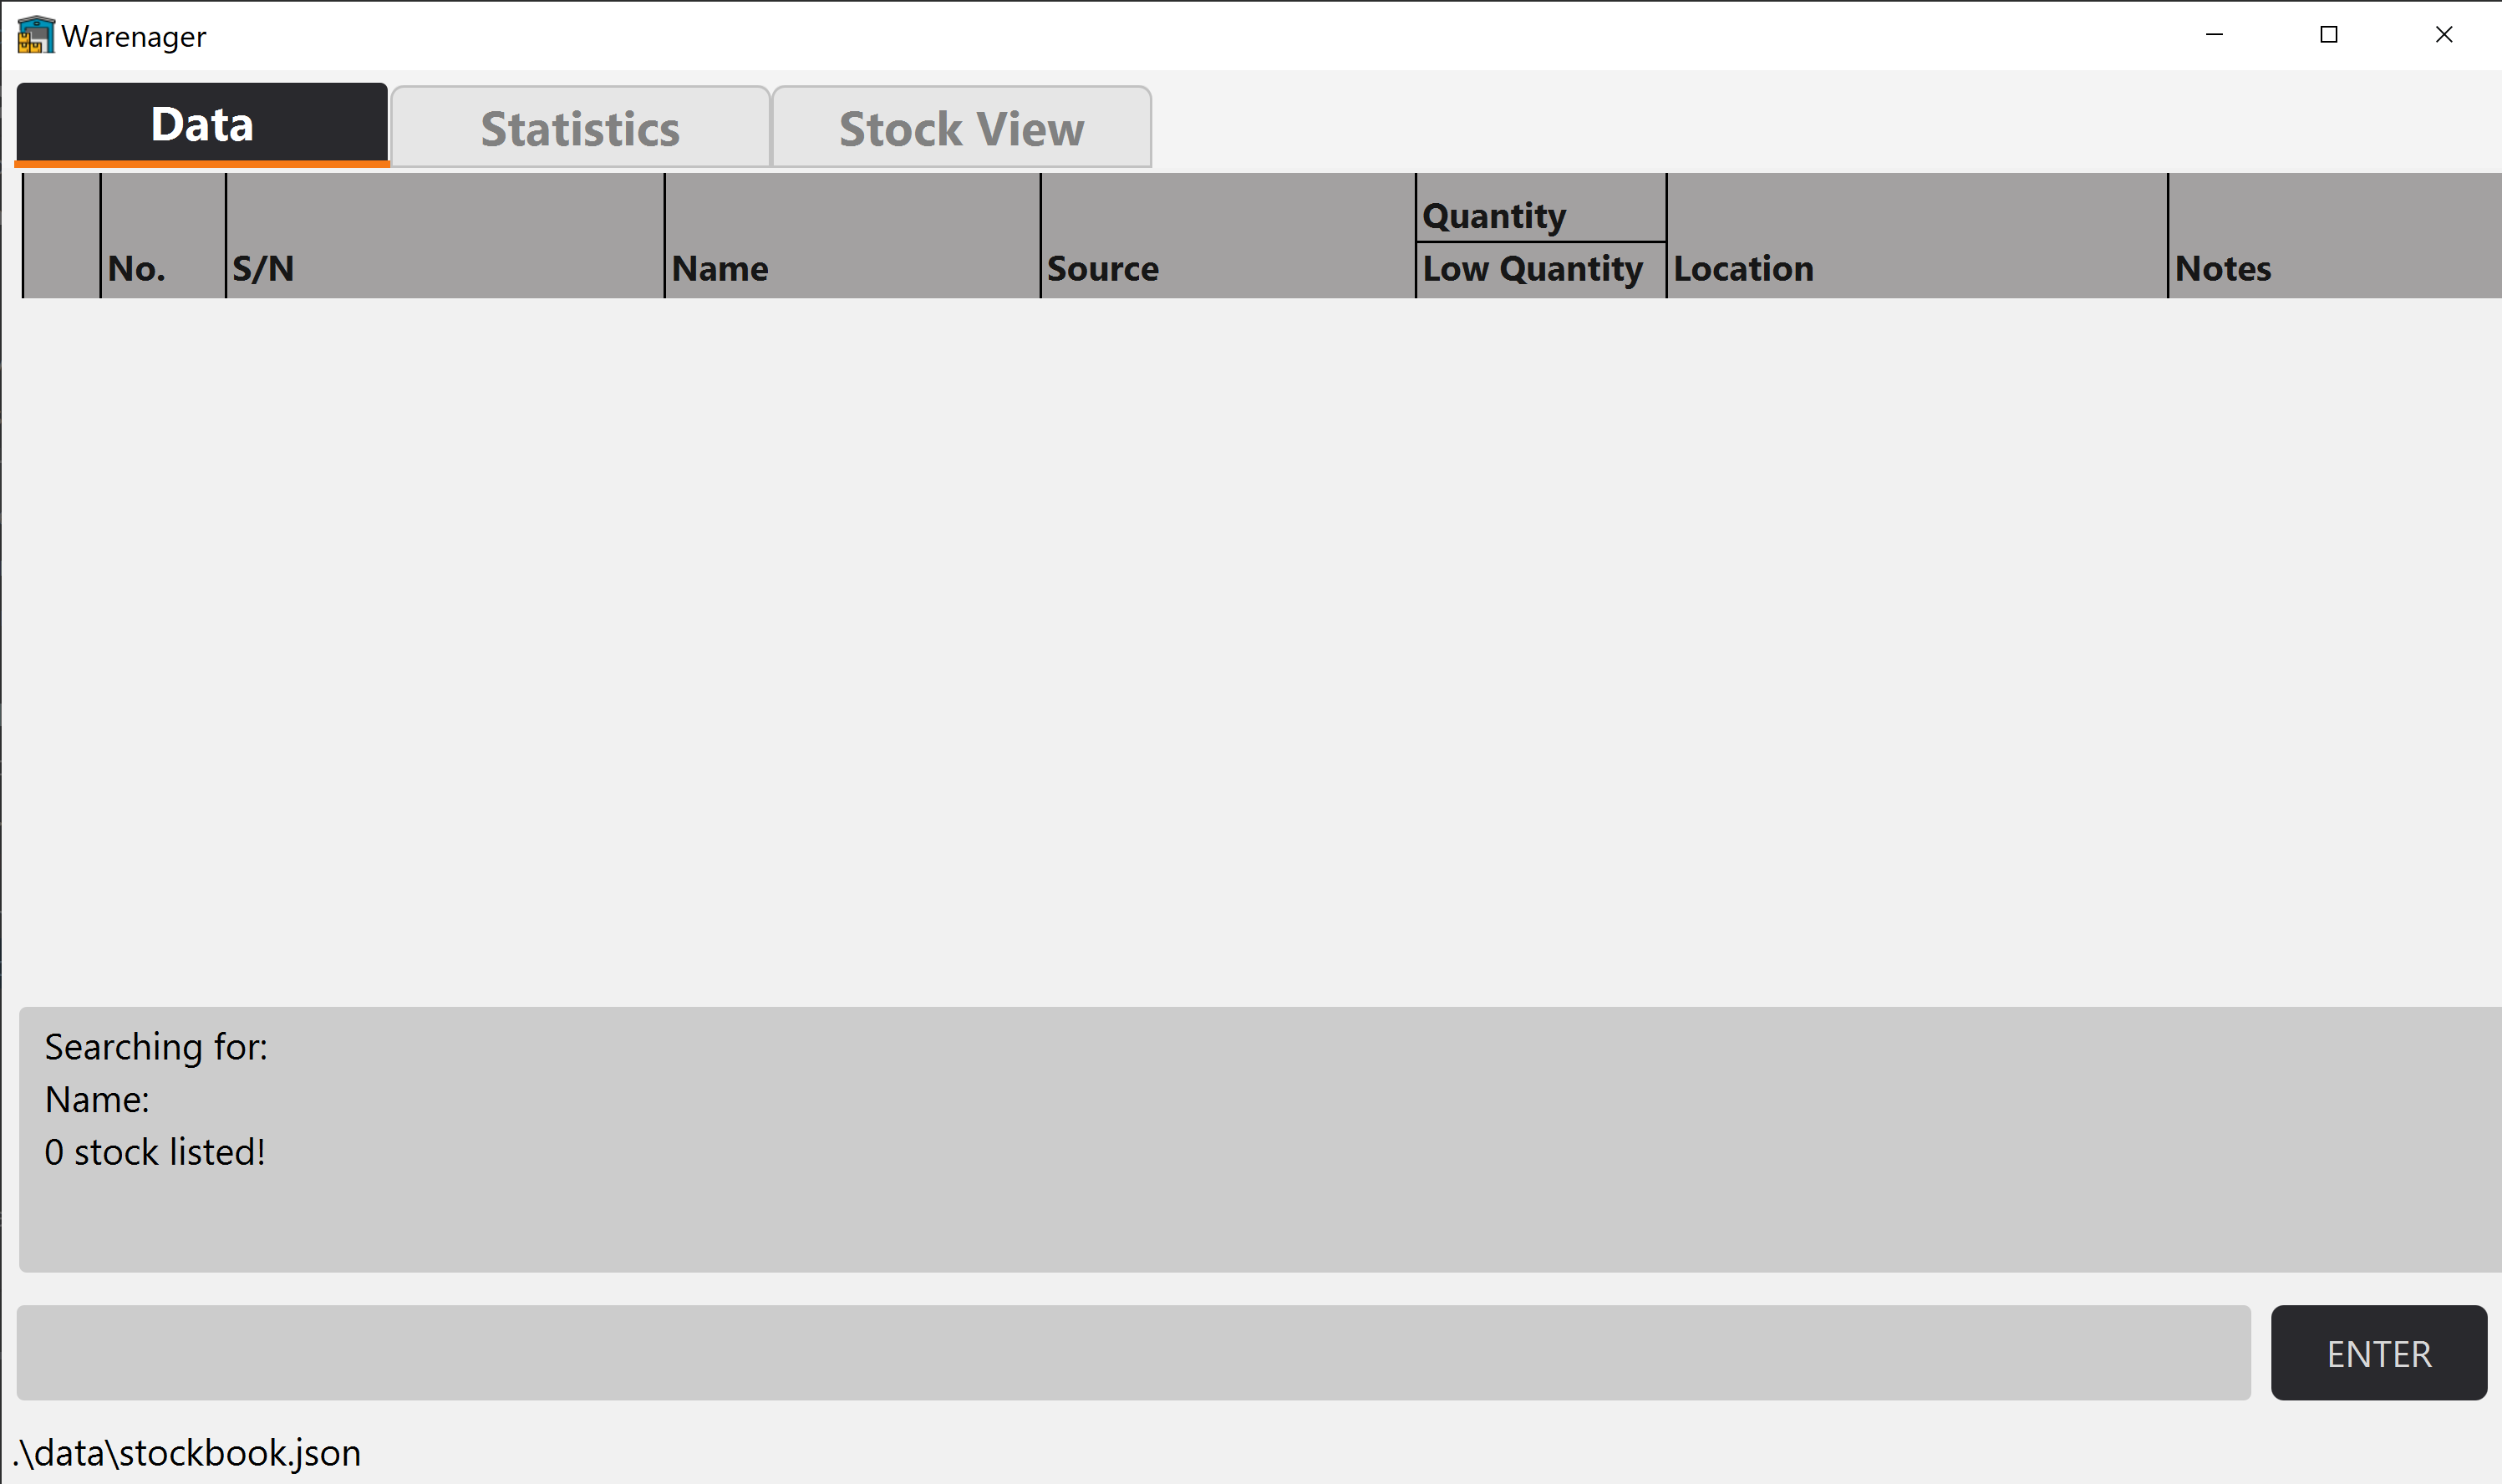 Warenager
Data Statistics Stock View
Quantity
No. S/N Name Source Low Quantity Location Notes
Searching for:
Name:
0 stock listed!
ENTER
.\data\stockbook.json